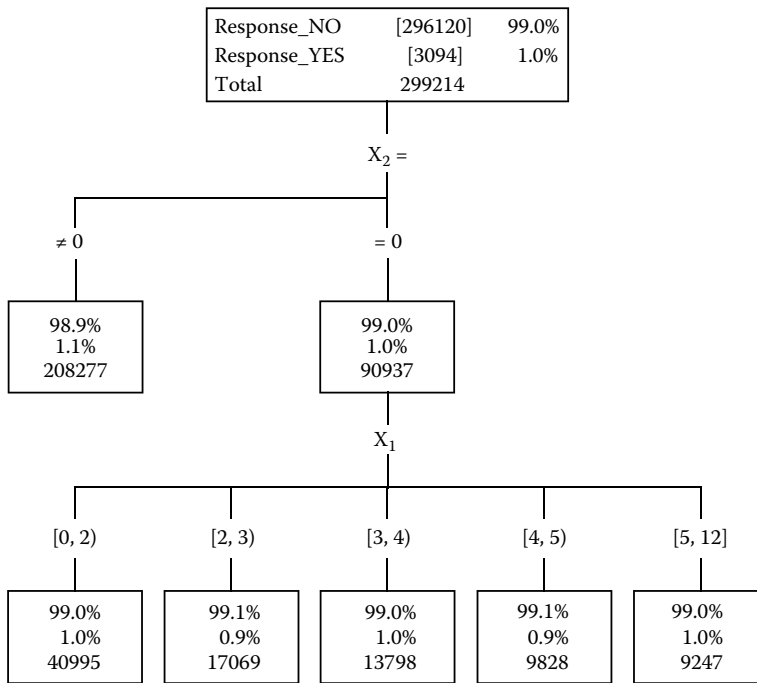 Response_NO [296120] 99.0%
Response_YES [3094] 1.0%
Total 299214
X₂ =
≠ 0 = 0
98.9% 99.0%
1.1% 1.0%
208277 90937
X₁
[0, 2) [2, 3) [3, 4) [4, 5) [5, 12]
99.0% 99.1% 99.0% 99.1% 99.0%
1.0% 0.9% 1.0% 0.9% 1.0%
40995 17069 13798 9828 9247